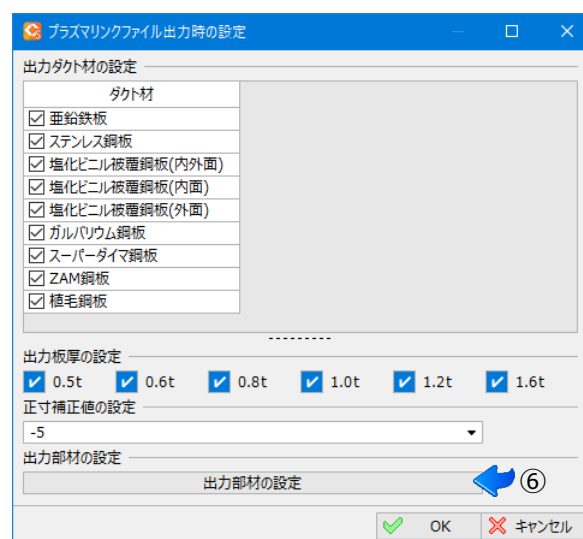 プラズマリンクファイル出力時の設定
出力ダクト材の設定
ダクト材
亜鉛鉄板
ステンレス鋼板
塩化ビニル被覆鋼板(内外面)
塩化ビニル被覆鋼板(内面)
塩化ビニル被覆鋼板(外面)
ガルバリウム鋼板
スーパーダイマ鋼板
ZAM鋼板
植毛鋼板
出力板厚の設定
0.5t 0.6t 0.8t 1.0t 1.2t 1.6t
正寸補正値の設定
-5
出力部材の設定
出力部材の設定 ⑥
OK キャンセル